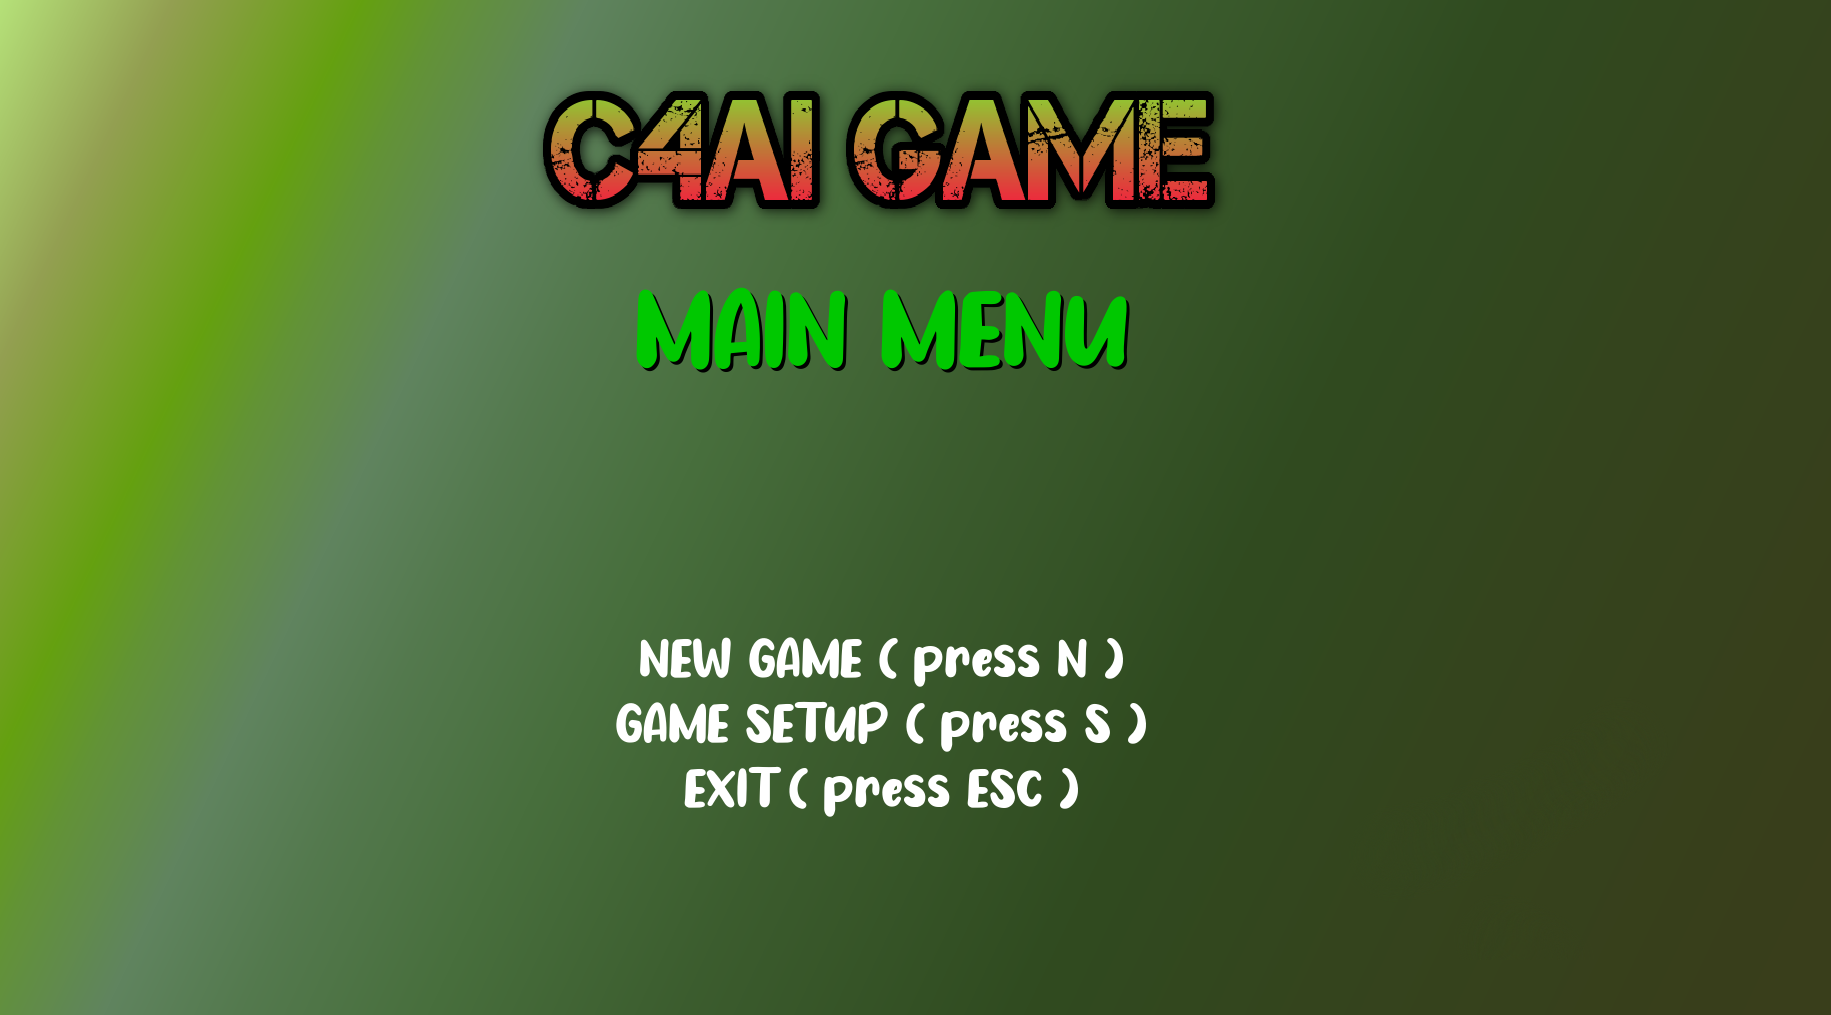 C4AI GAME
MAIN MENU
NEW GAME ( press N )
GAME SETUP ( press S )
EXIT ( press ESC )